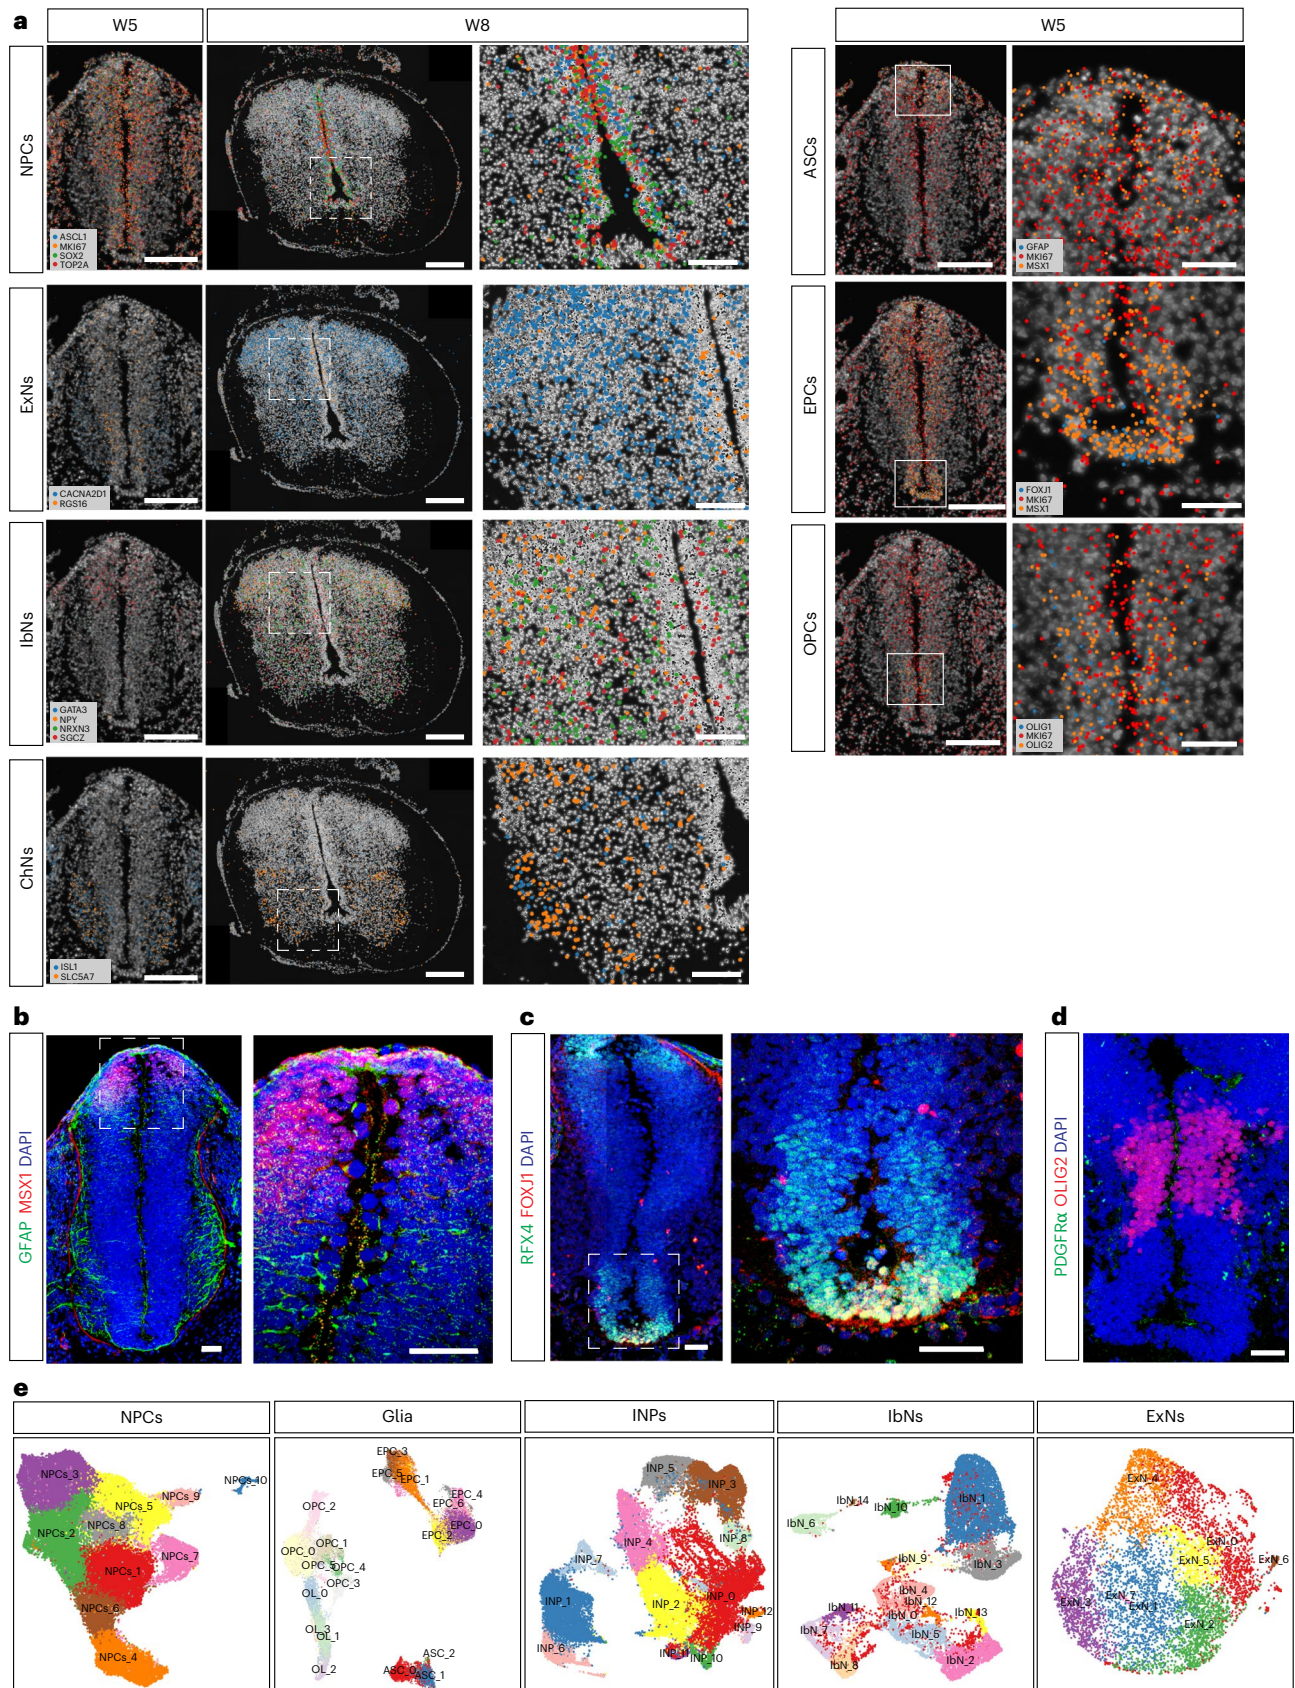 a
W5
W8
W5
NPCs
ASCL1
MKI67
SOX2
TOP2A
ExNs
CACNA2D1
RGS16
IbNs
GATA3
NPY
NRXN3
SGCZ
ChNs
ISL1
SLC5A7
ASCs
GFAP
MKI67
MSX1
EPCs
FOXJ1
MKI67
MSX1
OPCs
OLIG1
MKI67
OLIG2
b
GFAP MSX1 DAPI
c
RFX4 FOXJ1 DAPI
d
PDGFRα OLIG2 DAPI
e
NPCs
Glia
INPs
IbNs
ExNs
NPCs_3
NPCs_10
NPCs_9
NPCs_5
NPCs_8
NPCs_2
NPCs_7
NPCs_1
NPCs_6
NPCs_4
EPC_3
EPC_5
EPC_1
EPC_4
EPC_6
EPC_0
EPC_2
OPC_2
OPC_1
OPC_0
OPC_5
OPC_4
OPC_3
OL_0
OL_3
OL_1
OL_2
ASC_2
ASC_0
ASC_1
INP_5
INP_3
INP_8
INP_4
INP_7
INP_0
INP_1
INP_2
INP_12
INP_9
INP_6
INP_11
INP_10
IbN_14
IbN_10
IbN_1
IbN_6
IbN_9
IbN_3
IbN_4
IbN_12
IbN_11
IbN_0
IbN_13
IbN_7
IbN_5
IbN_8
IbN_2
ExN_4
ExN_0
ExN_5
ExN_6
ExN_7
ExN_3
ExN_1
ExN_2